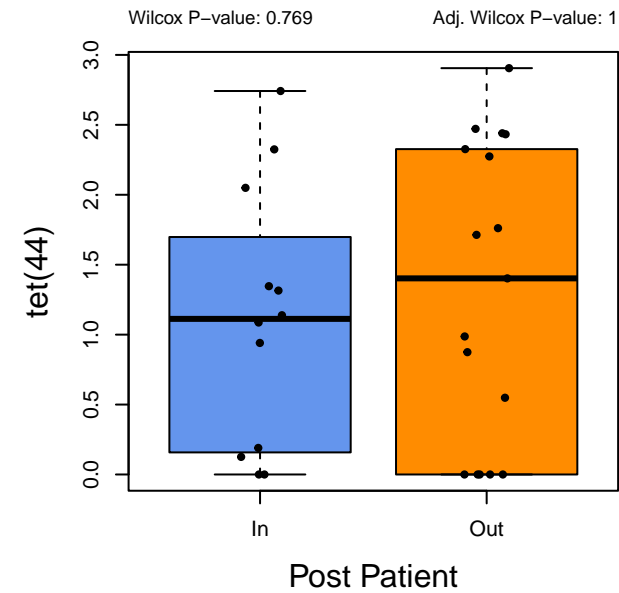 Wilcox P−value: 0.769
Adj. Wilcox P−value: 1
3.0
2.5
2.0
1.5
1.0
0.5
0.0
tet(44)
In
Out
Post Patient